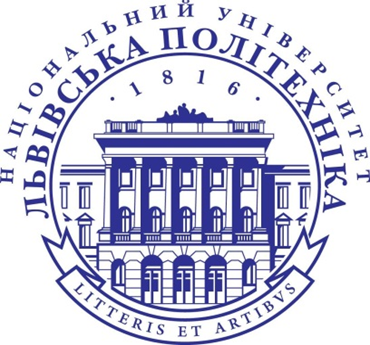 НАЦІОНАЛЬНИЙ УНІВЕРСИТЕТ
ЛЬВІВСЬКА ПОЛІТЕХНІКА
· 1816 ·
LITTERIS ET ARTIBVS